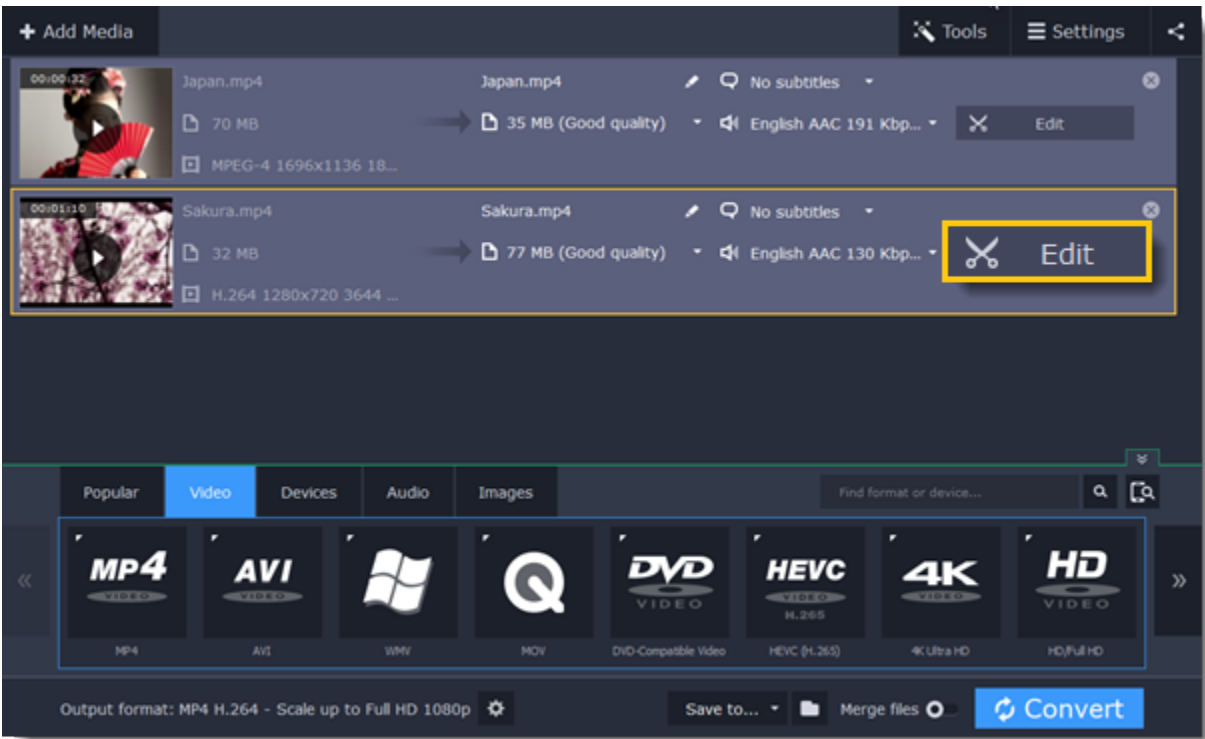 Add Media
Tools
Settings
00:00:32
Japan.mp4
Japan.mp4
No subtitles
70 MB
35 MB (Good quality)
English AAC 191 Kbp...
Edit
MPEG-4 1696x1136 18...
00:01:10
Sakura.mp4
Sakura.mp4
No subtitles
32 MB
77 MB (Good quality)
English AAC 130 Kbp...
Edit
H.264 1280x720 3644 ...
Popular
Video
Devices
Audio
Images
Find format or device...
MP4
VIDEO
AVI
VIDEO
DVD
VIDEO
HEVC
VIDEO
H.265
4K
VIDEO
HD
VIDEO
MP4
AVI
WMV
MOV
DVD-Compatible Video
HEVC (H.265)
4K Ultra HD
HD/Full HD
Output format: MP4 H.264 - Scale up to Full HD 1080p
Save to...
Merge files
Convert